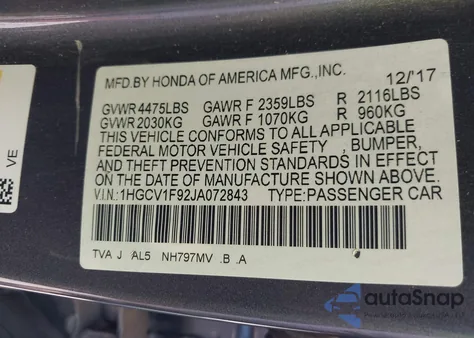 MFD.BY HONDA OF AMERICA MFG.,INC. 12/'17
GVWR 4475LBS GAWR F 2359LBS R 2116LBS
GVWR 2030KG GAWR F 1070KG R 960KG
THIS VEHICLE CONFORMS TO ALL APPLICABLE
FEDERAL MOTOR VEHICLE SAFETY , BUMPER,
AND THEFT PREVENTION STANDARDS IN EFFECT
ON THE DATE OF MANUFACTURE SHOWN ABOVE.
V.I.N.:1HGCV1F92JA072843 TYPE:PASSENGER CAR
TVA J AL5 NH797MV .B .A
VE
autoSnap